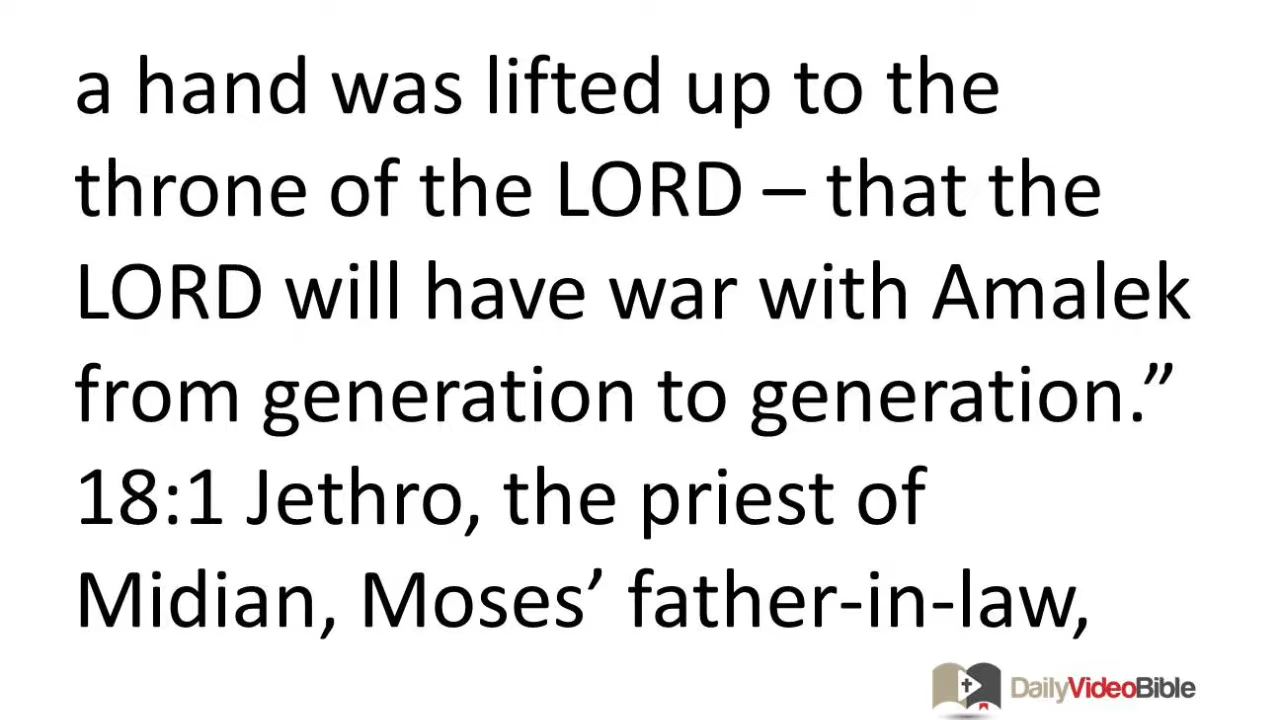 a hand was lifted up to the
throne of the LORD – that the
LORD will have war with Amalek
from generation to generation.”
18:1 Jethro, the priest of
Midian, Moses’ father-in-law,
DailyVideoBible